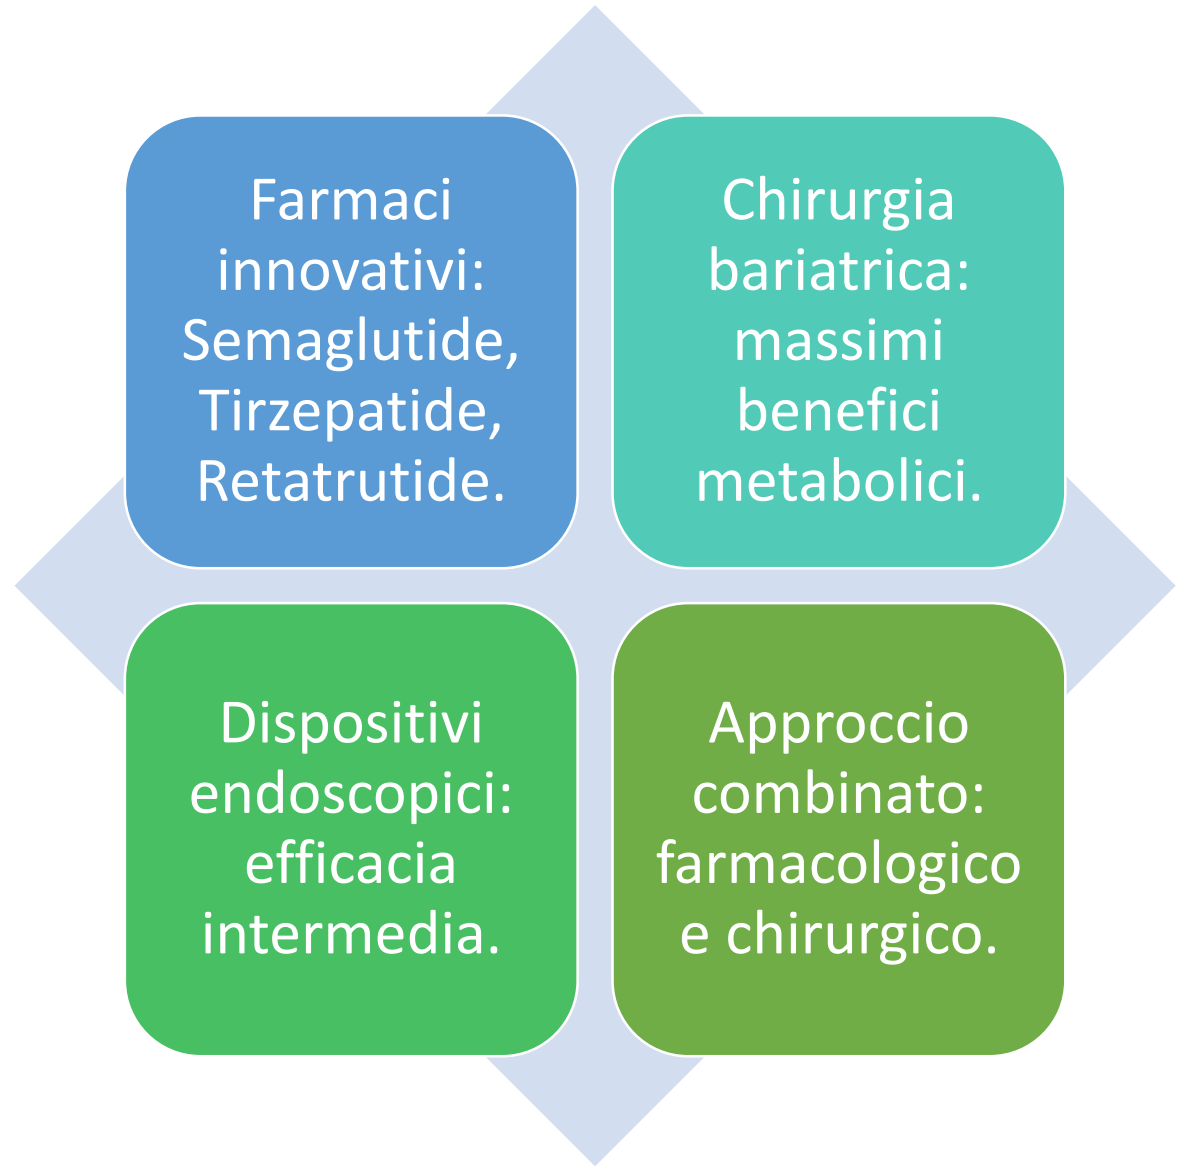 Farmaci
innovativi:
Semaglutide,
Tirzepatide,
Retatrutide.
Chirurgia
bariatrica:
massimi
benefici
metabolici.
Dispositivi
endoscopici:
efficacia
intermedia.
Approccio
combinato:
farmacologico
e chirurgico.